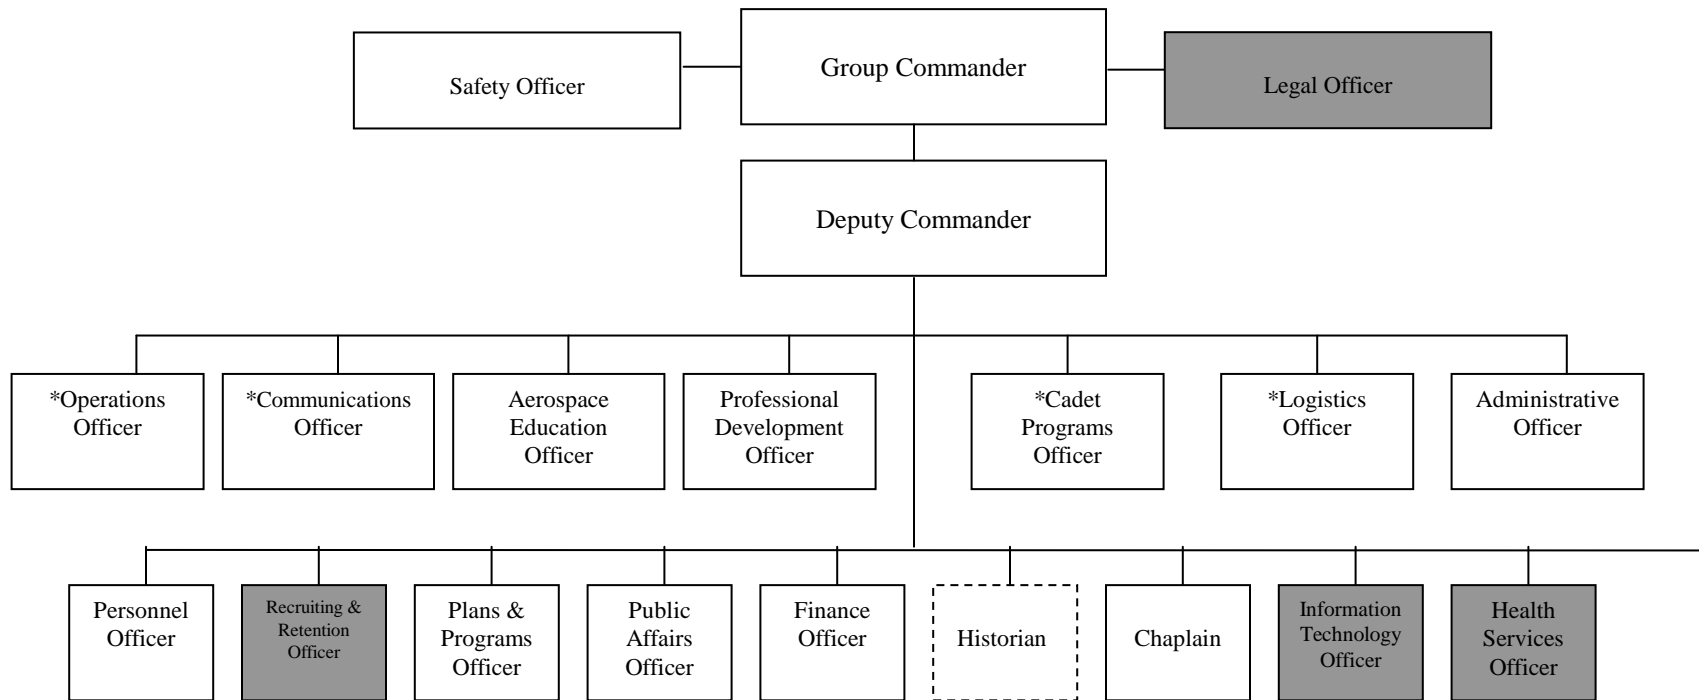 Group Commander
Safety Officer
Legal Officer
Deputy Commander
*Operations
Officer
*Communications
Officer
Aerospace
Education
Officer
Professional
Development
Officer
*Cadet
Programs
Officer
*Logistics
Officer
Administrative
Officer
Personnel
Officer
Recruiting &
Retention
Officer
Plans &
Programs
Officer
Public
Affairs
Officer
Finance
Officer
Historian
Chaplain
Information
Technology
Officer
Health
Services
Officer